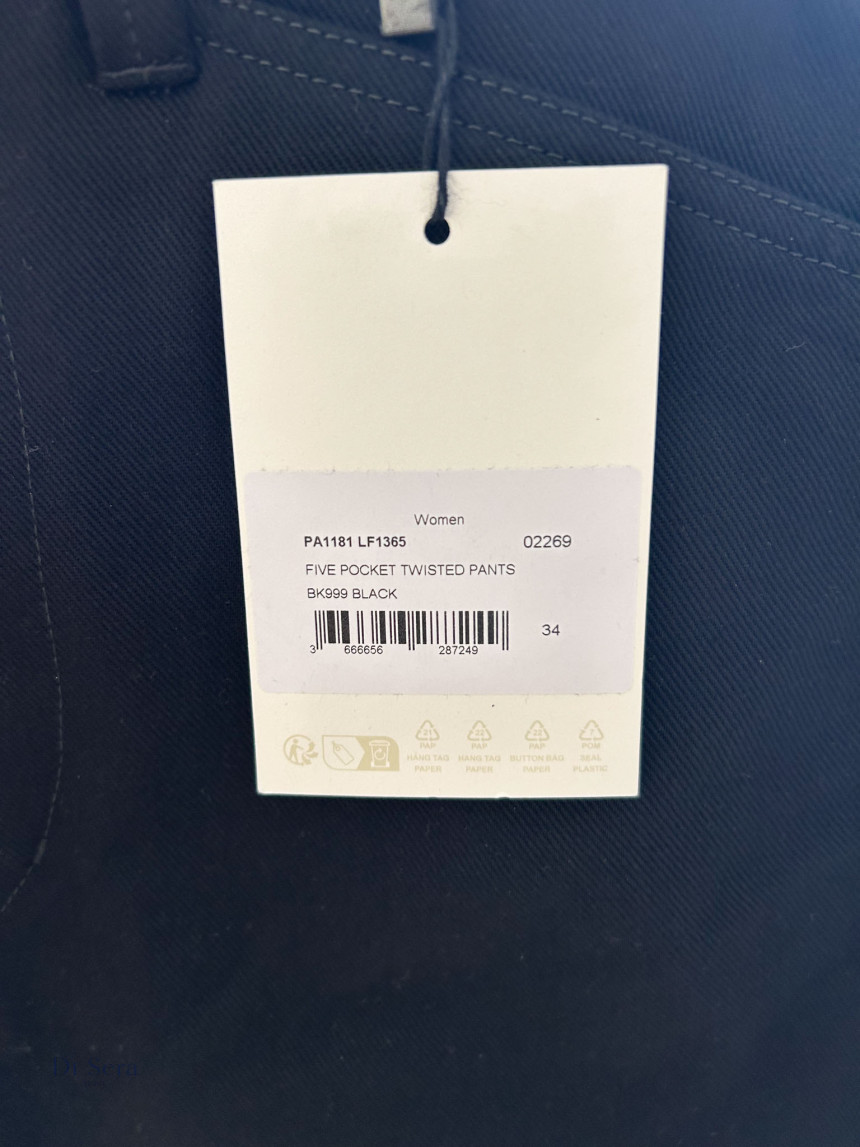 Women
PA1181 LF1365 02269
FIVE POCKET TWISTED PANTS
BK999 BLACK
34
3 666656 287249
21 22 22 7
PAP PAP PAP POM
HANG TAG HANG TAG BUTTON BAG SEAL
PAPER PAPER PAPER PLASTIC